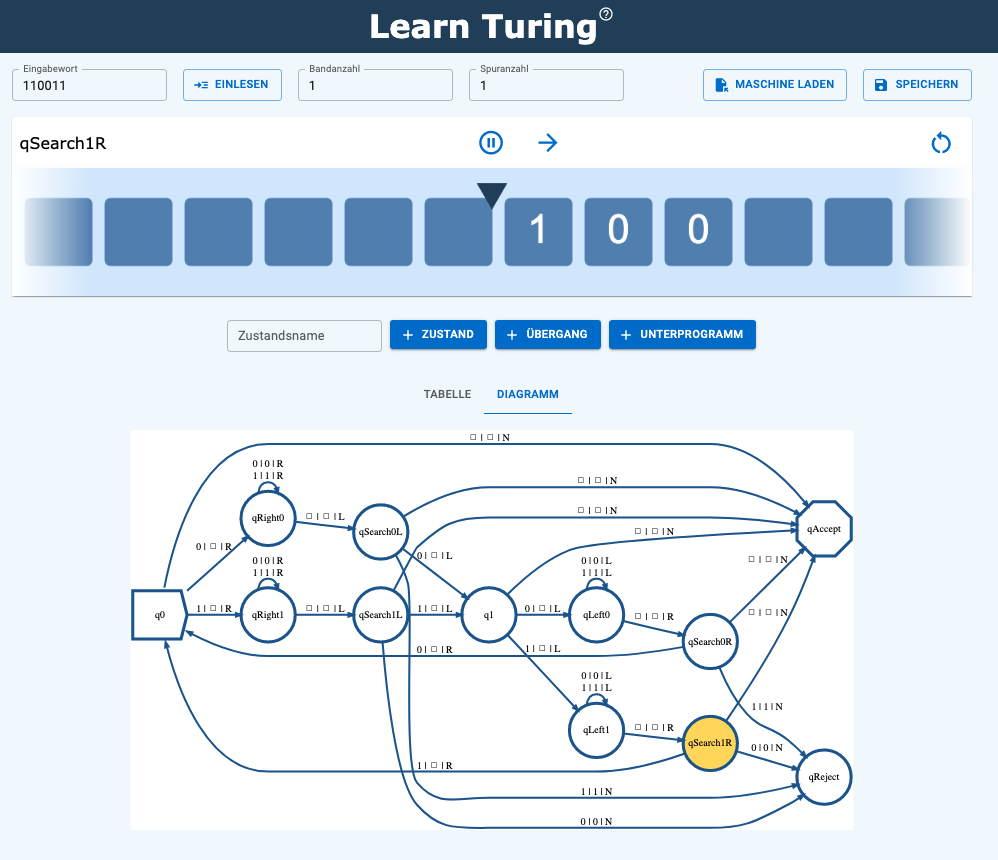 Learn Turing?
Eingabewort
110011
EINLESEN
Bandanzahl
1
Spuranzahl
1
MASCHINE LADEN
SPEICHERN
qSearch1R
1 0 0
Zustandsname
+ ZUSTAND
+ ÜBERGANG
+ UNTERPROGRAMM
TABELLE
DIAGRAMM
□|□|N
0|0|R
1|1|R
□|□|N
qRight0
□|□|L
□|□|N
qSearch0L
□|□|N
qAccept
0|□|R
0|□|L
0|0|R
1|1|R
0|0|L
1|1|L
□|□|N
q0
1|□|R
qRight1
□|□|L
qSearch1L
1|□|L
q1
0|□|L
qLeft0
□|□|R
□|□|N
qSearch0R
0|□|R
1|□|L
0|0|L
1|1|L
1|1|N
qLeft1
□|□|R
qSearch1R
0|0|N
1|□|R
qReject
1|1|N
0|0|N